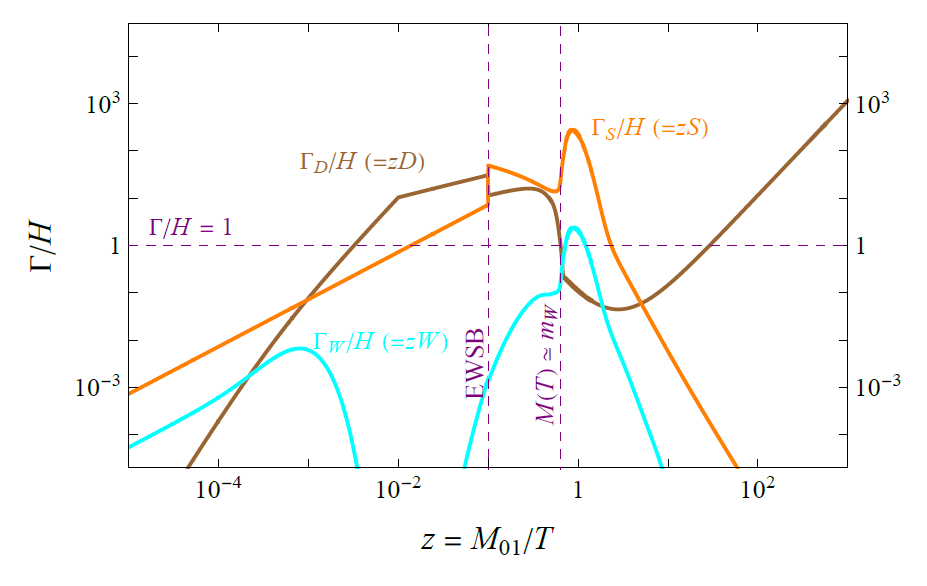 10³ 10³
Γ_S/H (=zS)
Γ_D/H (=zD)
Γ/H = 1
1 1
Γ/H
Γ_W/H (=zW)
EWSB
M(T) ≃ m_W
10⁻³ 10⁻³
10⁻⁴ 10⁻² 1 10²
z = M₀₁/T